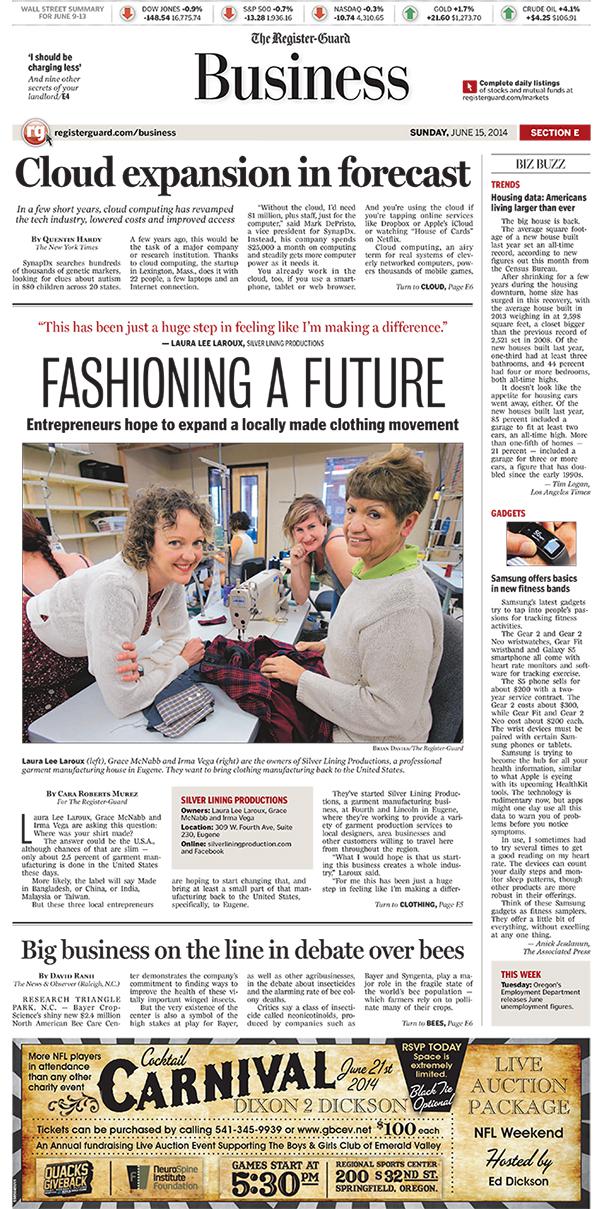 WALL STREET SUMMARY
FOR JUNE 9-13
DOW JONES -0.9%
-148.54 16,775.74
S&P 500 -0.7%
-13.28 1,936.16
NASDAQ -0.3%
-10.74 4,310.65
GOLD +1.7%
+21.60 $1,273.70
CRUDE OIL +4.1%
+$4.25 $106.91
'I should be
charging less'
And nine other
secrets of your
landlord/E4
The Register-Guard
Business
Complete daily listings
of stocks and mutual funds at
registerguard.com/markets
rg
registerguard.com/business
SUNDAY, JUNE 15, 2014
SECTION E
Cloud expansion in forecast
In a few short years, cloud computing has revamped
the tech industry, lowered costs and improved access
BY QUENTIN HARDY
The New York Times
SynapDx searches hundreds
of thousands of genetic markers,
looking for clues about autism
in 880 children across 20 states.
A few years ago, this would be
the task of a major company
or research institution. Thanks
to cloud computing, the startup
in Lexington, Mass., does it with
22 people, a few laptops and an
Internet connection.
"Without the cloud, I'd need
$1 million, plus staff, just for the
computer," said Mark DePristo,
a vice president for SynapDx.
Instead, his company spends
$25,000 a month on computing
and steadily gets more computer
power as it needs it.
You already work in the
cloud, too, if you use a smart-
phone, tablet or web browser.
And you're using the cloud if
you're tapping online services
like Dropbox or Apple's iCloud
or watching "House of Cards"
on Netflix.
Cloud computing, an airy
term for real systems of clev-
erly networked computers, pow-
ers thousands of mobile games,
Turn to CLOUD, Page E6
"This has been just a huge step in feeling like I'm making a difference."
— LAURA LEE LAROUX, SILVER LINING PRODUCTIONS
FASHIONING A FUTURE
Entrepreneurs hope to expand a locally made clothing movement
BRIAN DAVIES/The Register-Guard
Laura Lee Laroux (left), Grace McNabb and Irma Vega (right) are the owners of Silver Lining Productions, a professional
garment manufacturing house in Eugene. They want to bring clothing manufacturing back to the United States.
BY CARA ROBERTS MUREZ
For The Register-Guard
Laura Lee Laroux, Grace McNabb and
Irma Vega are asking this question:
Where was your shirt made?
The answer could be the U.S.A.,
although chances of that are slim —
only about 2.5 percent of garment man-
ufacturing is done in the United States
these days.
More likely, the label will say Made
in Bangladesh, or China, or India,
Malaysia or Taiwan.
But these three local entrepreneurs
SILVER LINING PRODUCTIONS
Owners: Laura Lee Laroux, Grace
McNabb and Irma Vega
Location: 309 W. Fourth Ave, Suite
230, Eugene
Online: silverliningproduction.com
and Facebook
are hoping to start changing that, and
bring at least a small part of that man-
ufacturing back to the United States,
specifically, to Eugene.
They've started Silver Lining Produc-
tions, a garment manufacturing busi-
ness, at Fourth and Lincoln in Eugene,
where they're working to provide a vari-
ety of garment production services to
local designers, area businesses and
other customers willing to travel here
from throughout the region.
"What I would hope is that us start-
ing this business creates a whole indus-
try," Laroux said.
"For me this has been just a huge
step in feeling like I'm making a differ-
Turn to CLOTHING, Page E5
Big business on the line in debate over bees
BY DAVID RANII
The News & Observer (Raleigh, N.C.)
RESEARCH TRIANGLE
PARK, N.C. — Bayer Crop-
Science's shiny new $2.4 million
North American Bee Care Cen-
ter demonstrates the company's
commitment to finding ways to
improve the health of these vi-
tally important winged insects.
But the very existence of the
center is also a symbol of the
high stakes at play for Bayer,
as well as other agribusinesses,
in the debate about insecticides
and the alarming rate of bee col-
ony deaths.
Critics say a class of insecti-
cide called neonicotinoids, pro-
duced by companies such as
Bayer and Syngenta, play a ma-
jor role in the fragile state of
the world's bee population —
which farmers rely on to polli-
nate many of their crops.
Turn to BEES, Page E6
BIZ BUZZ
TRENDS
Housing data: Americans
living larger than ever
The big house is back.
The average square foot-
age of a new house built
last year set an all-time
record, according to new
figures out this month from
the Census Bureau.
After shrinking for a few
years during the housing
downturn, home size has
surged in this recovery, with
the average house built in
2013 weighing in at 2,598
square feet, a closet bigger
than the previous record of
2,521 set in 2008. Of the
new houses built last year,
one-third had at least three
bathrooms, and 44 percent
had four or more bedrooms,
both all-time highs.
It doesn't look like the
appetite for housing cars
went away, either. Of the
new houses built last year,
85 percent included a
garage to fit at least two
cars, an all-time high. More
than one-fifth of homes —
21 percent — included a
garage for three or more
cars, a figure that has dou-
bled since the early 1990s.
— Tim Logan,
Los Angeles Times
GADGETS
Samsung offers basics
in new fitness bands
Samsung's latest gadgets
try to tap into people's pas-
sions for tracking fitness
activities.
The Gear 2 and Gear 2
Neo wristwatches, Gear Fit
wristband and Galaxy S5
smartphone all come with
heart rate monitors and soft-
ware for tracking exercise.
The S5 phone sells for
about $200 with a two-
year service contract. The
Gear 2 costs about $300,
while Gear Fit and Gear 2
Neo cost about $200 each.
The wrist devices must be
paired with certain Sam-
sung phones or tablets.
Samsung is trying to
become the hub for all your
health information, similar
to what Apple is eyeing
with its upcoming HealthKit
tools. The technology is
rudimentary now, but apps
might one day use all this
data to warn you of prob-
lems before you notice
symptoms.
In use, I sometimes had
to try several times to get
a good reading on my heart
rate. The devices can count
your daily steps and mon-
itor sleep patterns, though
other products are more
robust in their offerings.
Think of these Samsung
gadgets as fitness samplers.
They offer a little bit of
everything, without excelling
at any one thing.
— Anick Jesdanun,
The Associated Press
THIS WEEK
Tuesday: Oregon's
Employment Department
releases June
unemployment figures.
More NFL players
in attendance
than any other
charity event
Cocktail
CARNIVAL
June 21st
2014
DIXON 2 DICKSON
RSVP TODAY
Space is
extremely
limited.
Black Tie
Optional
Tickets can be purchased by calling 541-345-9939 or www.gbcev.net $100 each
An Annual fundraising Live Auction Event Supporting The Boys & Girls Club of Emerald Valley
QUACKS
GIVEBACK
NeuroSpine
Institute
Foundation
GAMES START AT
5:30PM
REGIONAL SPORTS CENTER
200 S 32ND ST.
SPRINGFIELD, OREGON.
LIVE
AUCTION
PACKAGE
NFL Weekend
Hosted by
Ed Dickson